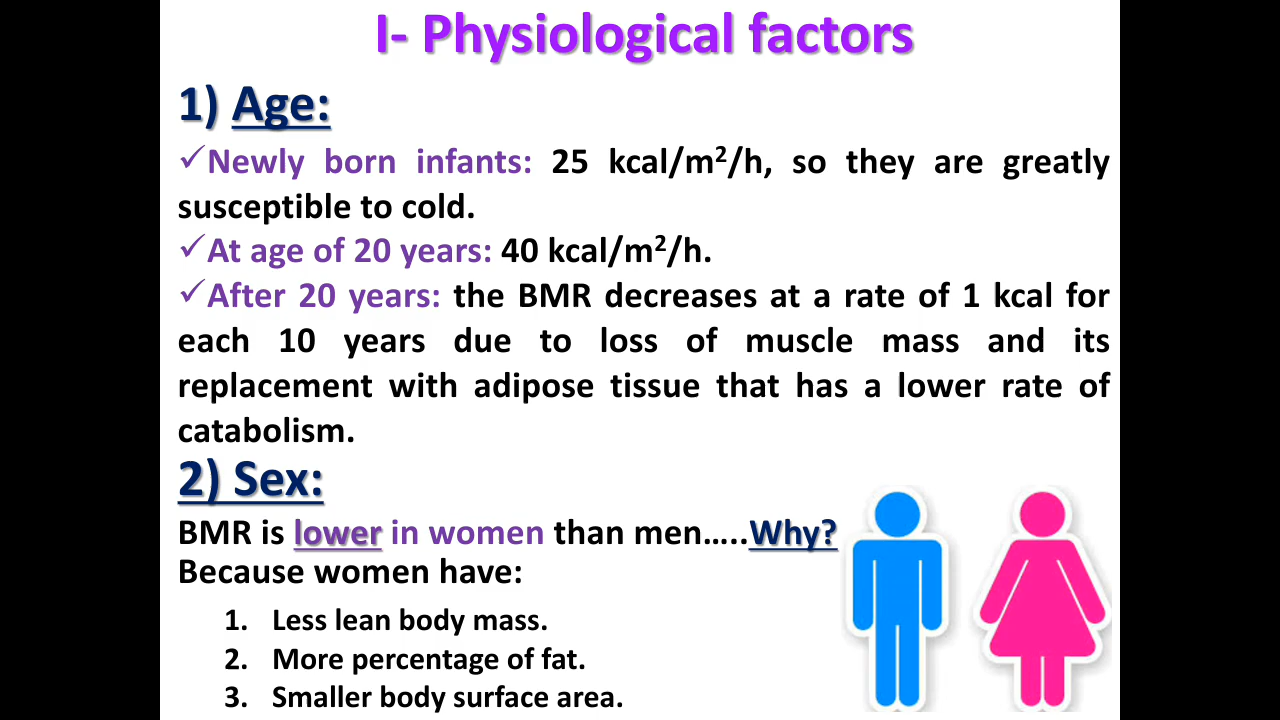 I- Physiological factors
1) Age:
✓Newly born infants: 25 kcal/m²/h, so they are greatly
susceptible to cold.
✓At age of 20 years: 40 kcal/m²/h.
✓After 20 years: the BMR decreases at a rate of 1 kcal for
each 10 years due to loss of muscle mass and its
replacement with adipose tissue that has a lower rate of
catabolism.
2) Sex:
BMR is lower in women than men.....Why?
Because women have:
1. Less lean body mass.
2. More percentage of fat.
3. Smaller body surface area.